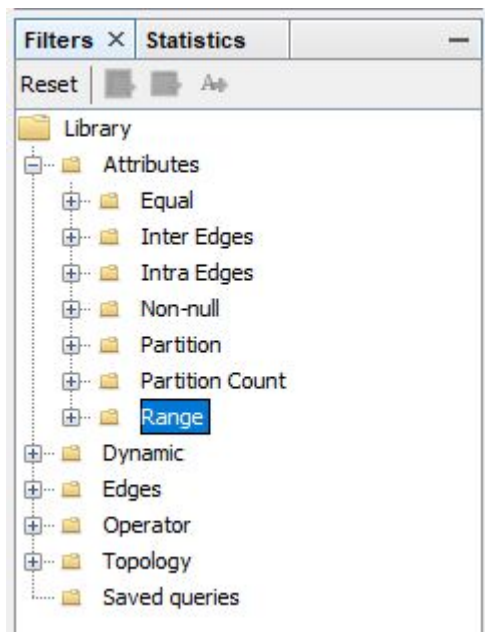 Filters Statistics
Reset
Library
Attributes
Equal
Inter Edges
Intra Edges
Non-null
Partition
Partition Count
Range
Dynamic
Edges
Operator
Topology
Saved queries